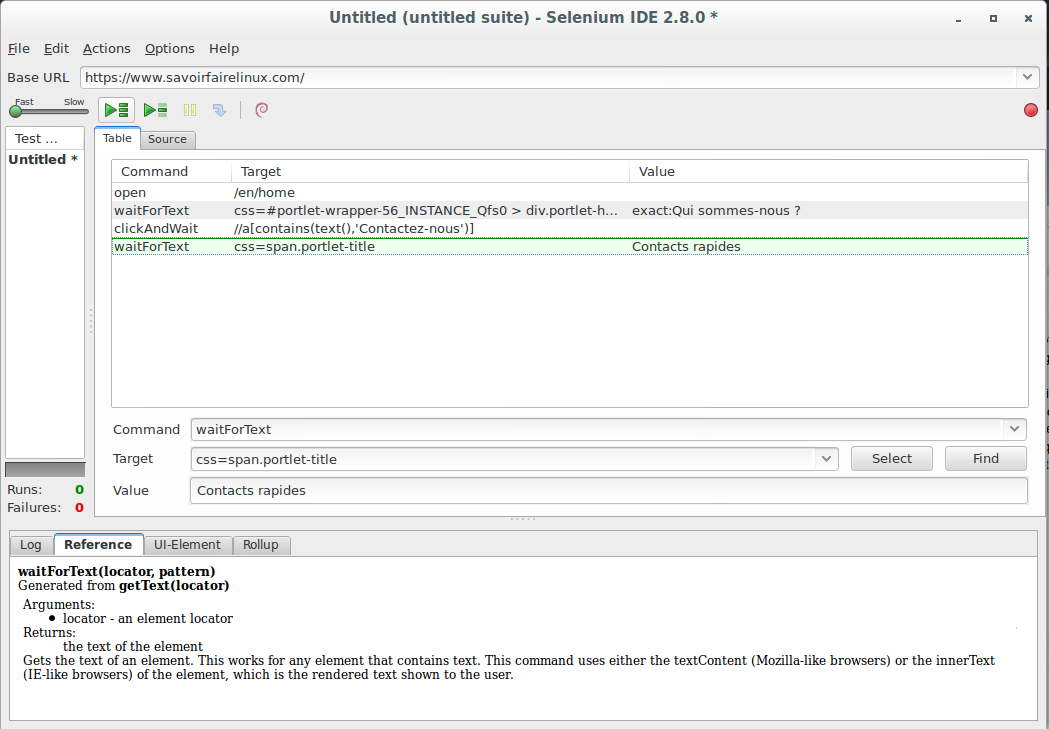 Untitled (untitled suite) - Selenium IDE 2.8.0 *
File Edit Actions Options Help
Base URL https://www.savoirfairelinux.com/
Fast Slow
Test ...
Untitled *
Runs: 0
Failures: 0
Table Source
Command Target Value
open /en/home
waitForText css=#portlet-wrapper-56_INSTANCE_Qfs0 > div.portlet-h... exact:Qui sommes-nous ?
clickAndWait //a[contains(text(),'Contactez-nous')]
waitForText css=span.portlet-title Contacts rapides
Command waitForText
Target css=span.portlet-title Select Find
Value Contacts rapides
Log Reference UI-Element Rollup
waitForText(locator, pattern)
Generated from getText(locator)
Arguments:
locator - an element locator
Returns:
the text of the element
Gets the text of an element. This works for any element that contains text. This command uses either the textContent (Mozilla-like browsers) or the innerText
(IE-like browsers) of the element, which is the rendered text shown to the user.